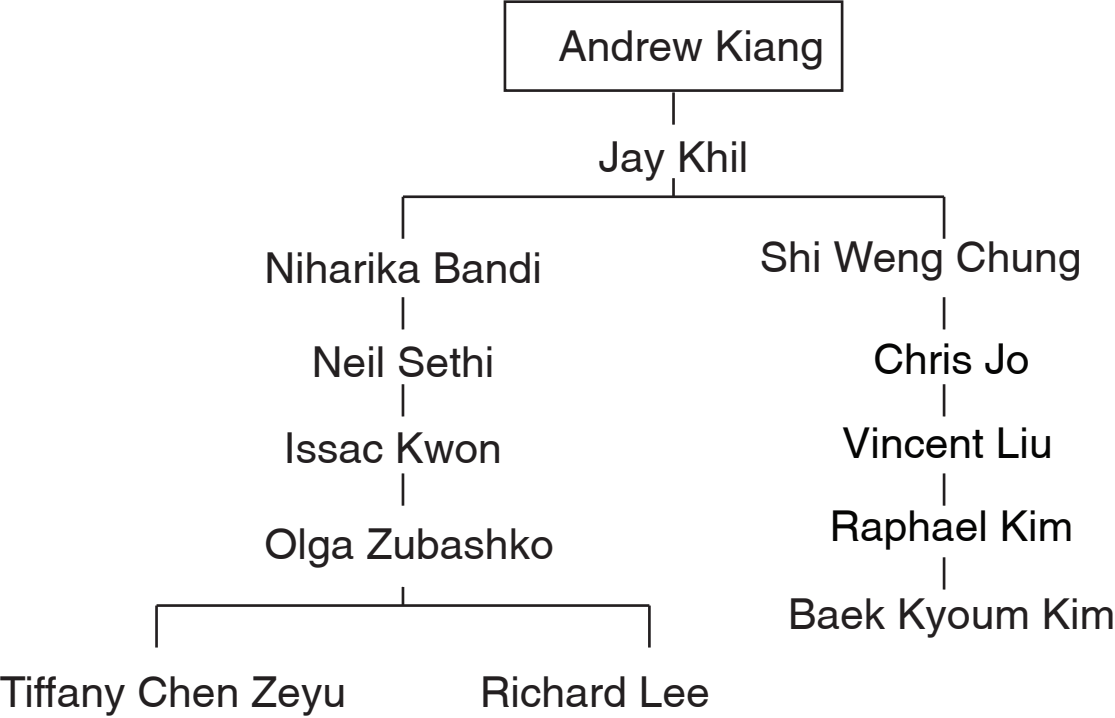 Andrew Kiang
Jay Khil
Niharika Bandi
Shi Weng Chung
Neil Sethi
Chris Jo
Issac Kwon
Vincent Liu
Olga Zubashko
Raphael Kim
Baek Kyoum Kim
Tiffany Chen Zeyu
Richard Lee